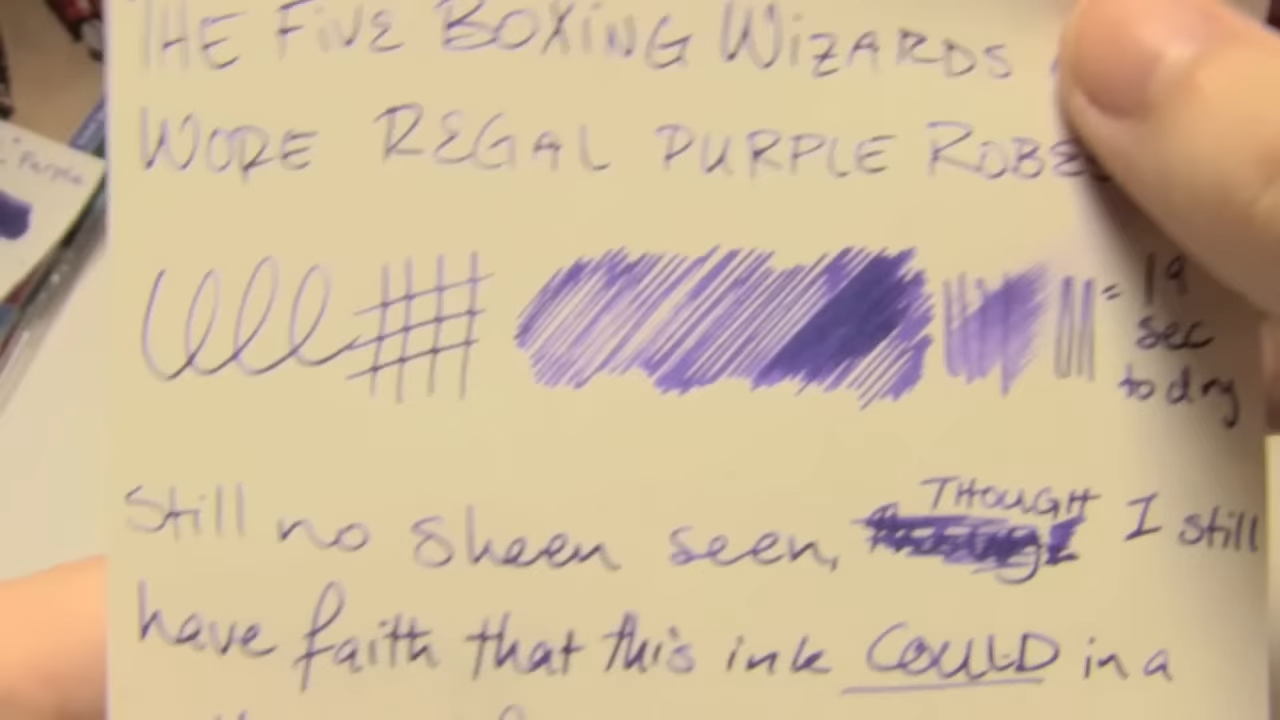 THE FIVE BOXING WIZARDS
WORE REGAL PURPLE ROBES
Purple
= 19
sec
to dry
THOUGH
Still no sheen seen, I still
have faith that this ink COULD in a